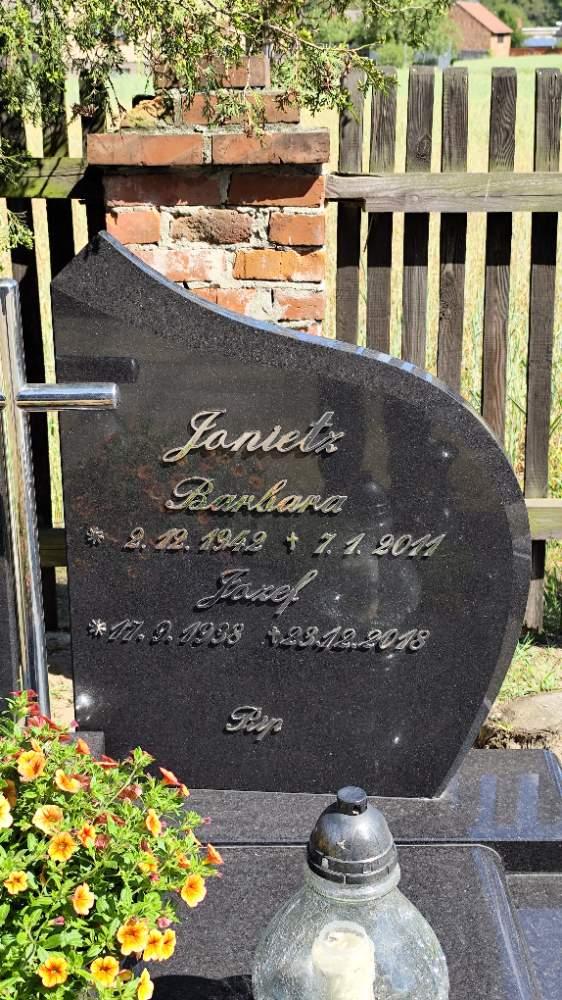 Janietz
Barbara
* 2.12.1942 ✝ 7.1.2011
Jozef
* 17.9.1938 ✝ 23.12.2018
Rip